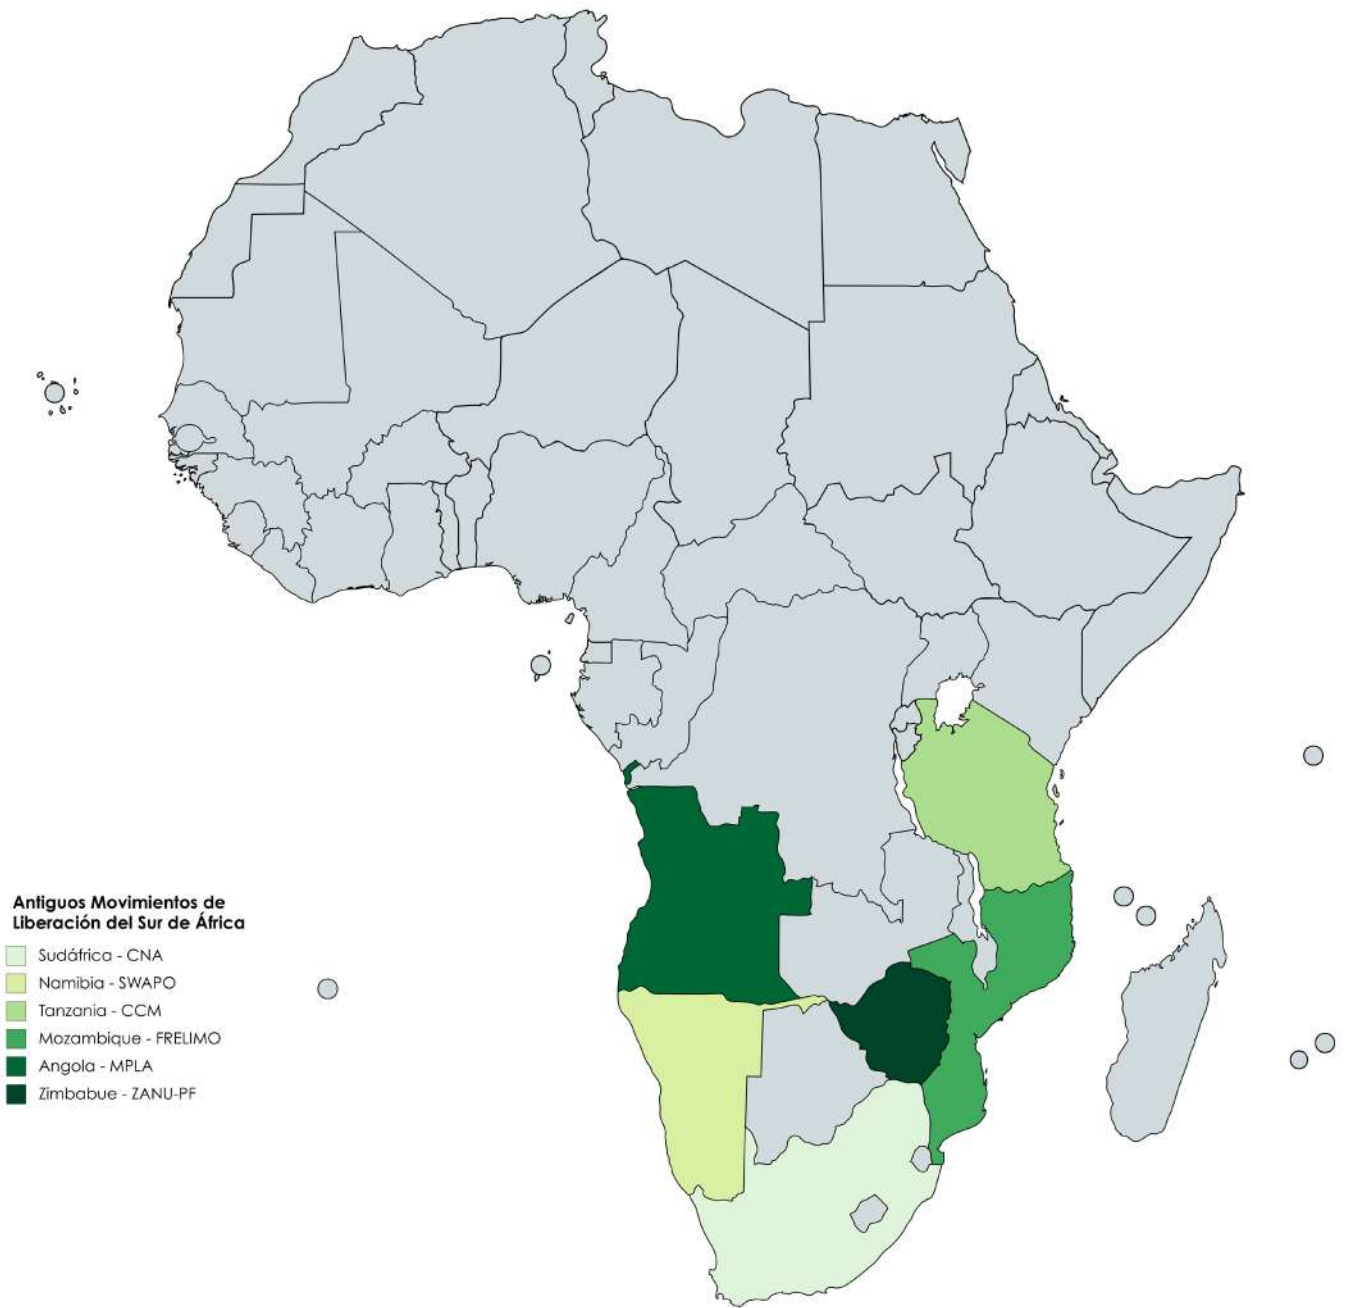 Antiguos Movimientos de
Liberación del Sur de África
Sudáfrica - CNA
Namibia - SWAPO
Tanzania - CCM
Mozambique - FRELIMO
Angola - MPLA
Zimbabue - ZANU-PF